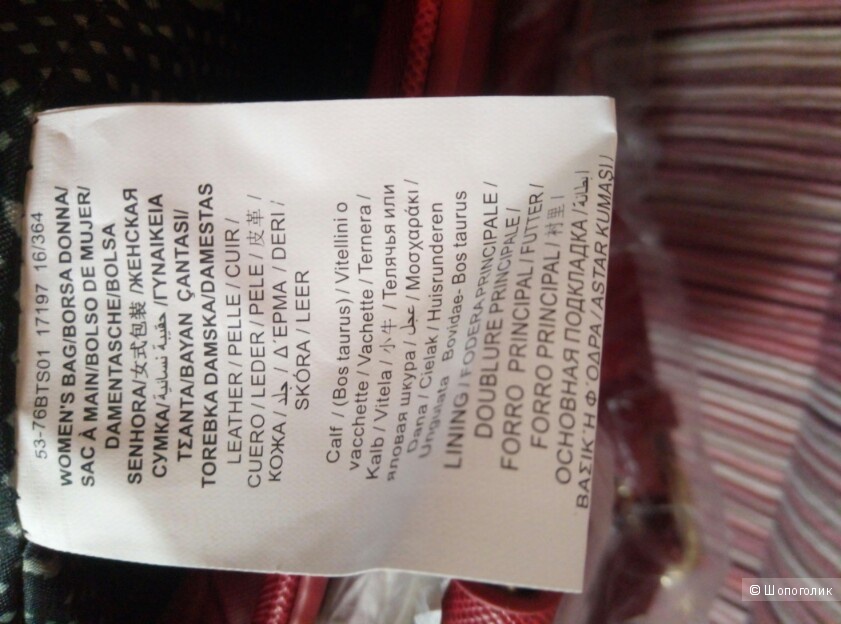 53-76BTS01 17197 16/364
WOMEN'S BAG/BORSA DONNA/
SAC À MAIN/BOLSO DE MUJER/
DAMENTASCHE/BOLSA
SENHORA/女式包装 /ЖЕНСКАЯ
СУМКА/حقيبة نسائية/ΓΥΝΑΙΚΕΙΑ
ΤΣΑΝΤΑ/BAYAN ÇANTASI/
TOREBKA DAMSKA/DAMESTAS
LEATHER / PELLE / CUIR /
CUERO / LEDER / PELE / 皮革 /
КОЖА / جلد / Δ΄ΕΡΜΑ / DERI /
SKÓRA / LEER
Calf / (Bos taurus) / Vitellini o
vacchette / Vachette / Ternera /
Kalb / Vitela / 小牛 / Телячья или
яловая шкура / عجل / Μοσχαράκι /
Dana / Cielak / Huisrunderen
Ungulata Bovidae- Bos taurus
LINING / FODERA PRINCIPALE /
DOUBLURE PRINCIPALE /
FORRO PRINCIPAL / FUTTER /
FORRO PRINCIPAL / 衬里 /
ОСНОВНАЯ ПОДКЛАДКА / بطانة /
ΒΑΣΙΚ΄Η Φ΄ΟΔΡΑ / ASTAR KUMAŞI /
© Шопоголик